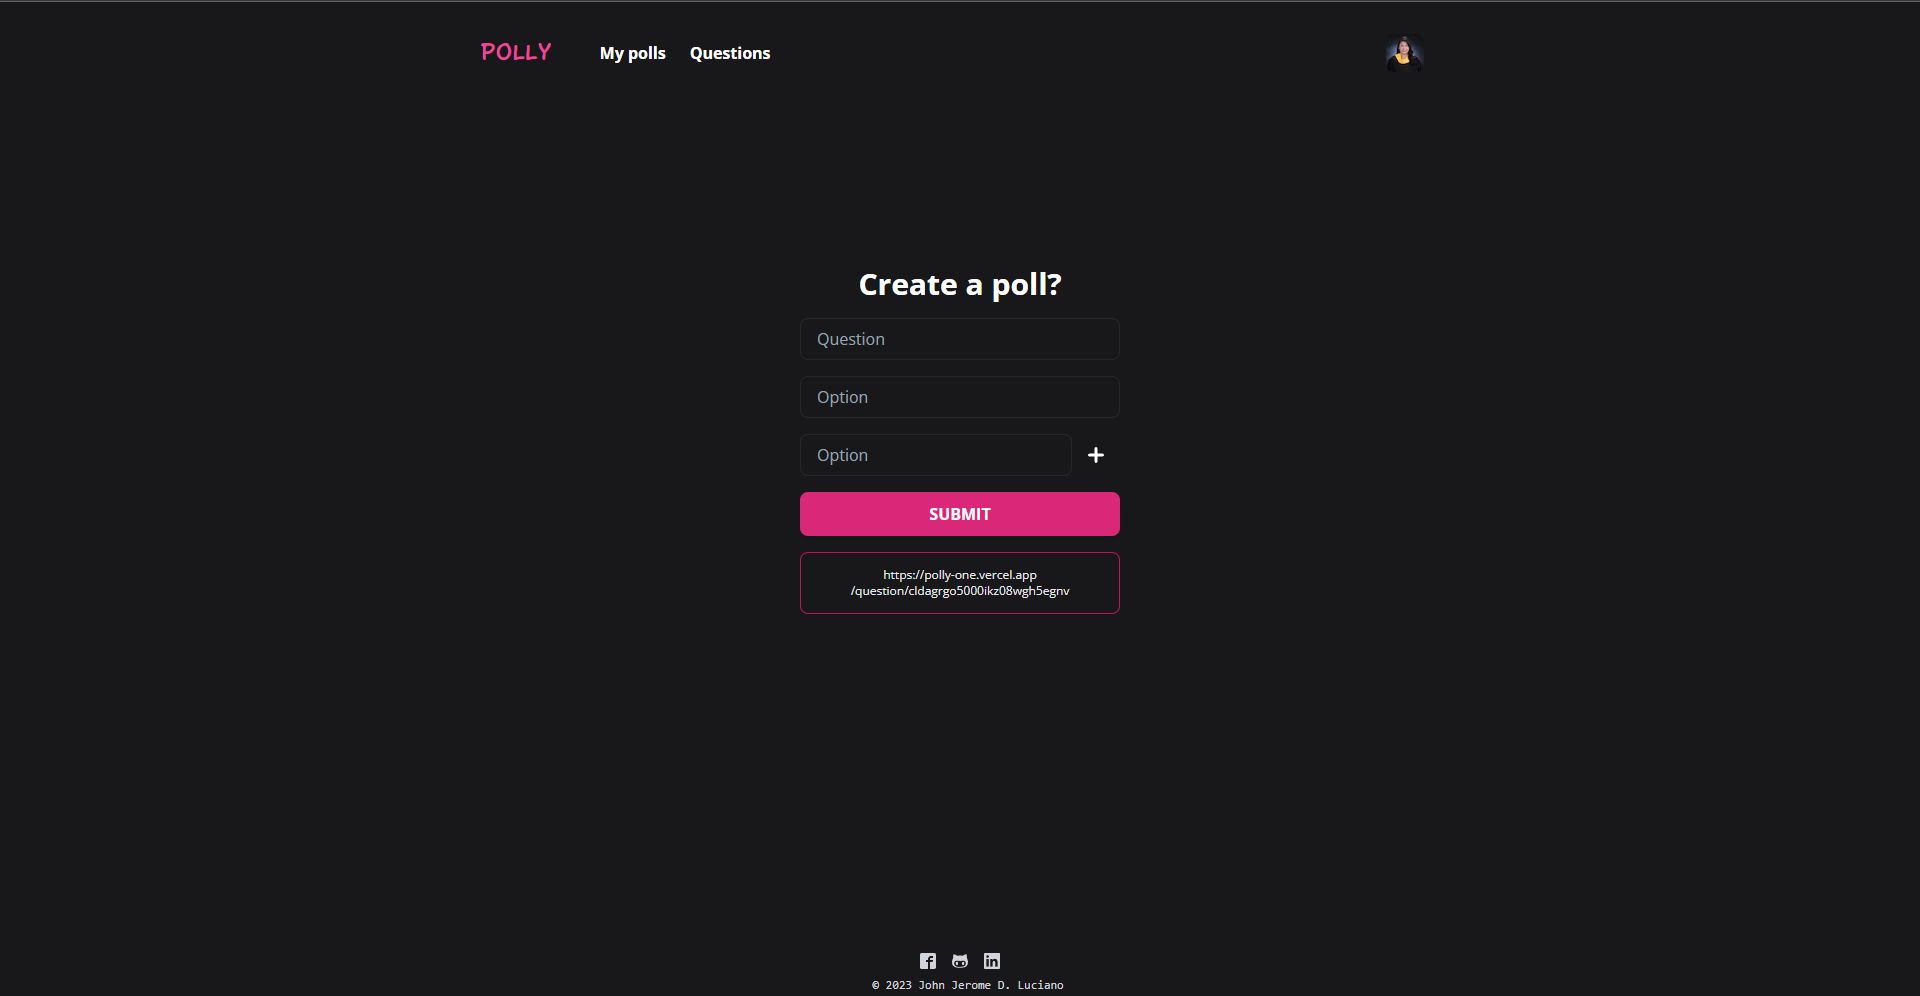 POLLY
My polls
Questions
Create a poll?
Question
Option
Option
SUBMIT
https://polly-one.vercel.app
/question/cldagrgo5000ikz08wgh5egnv
© 2023 John Jerome D. Luciano